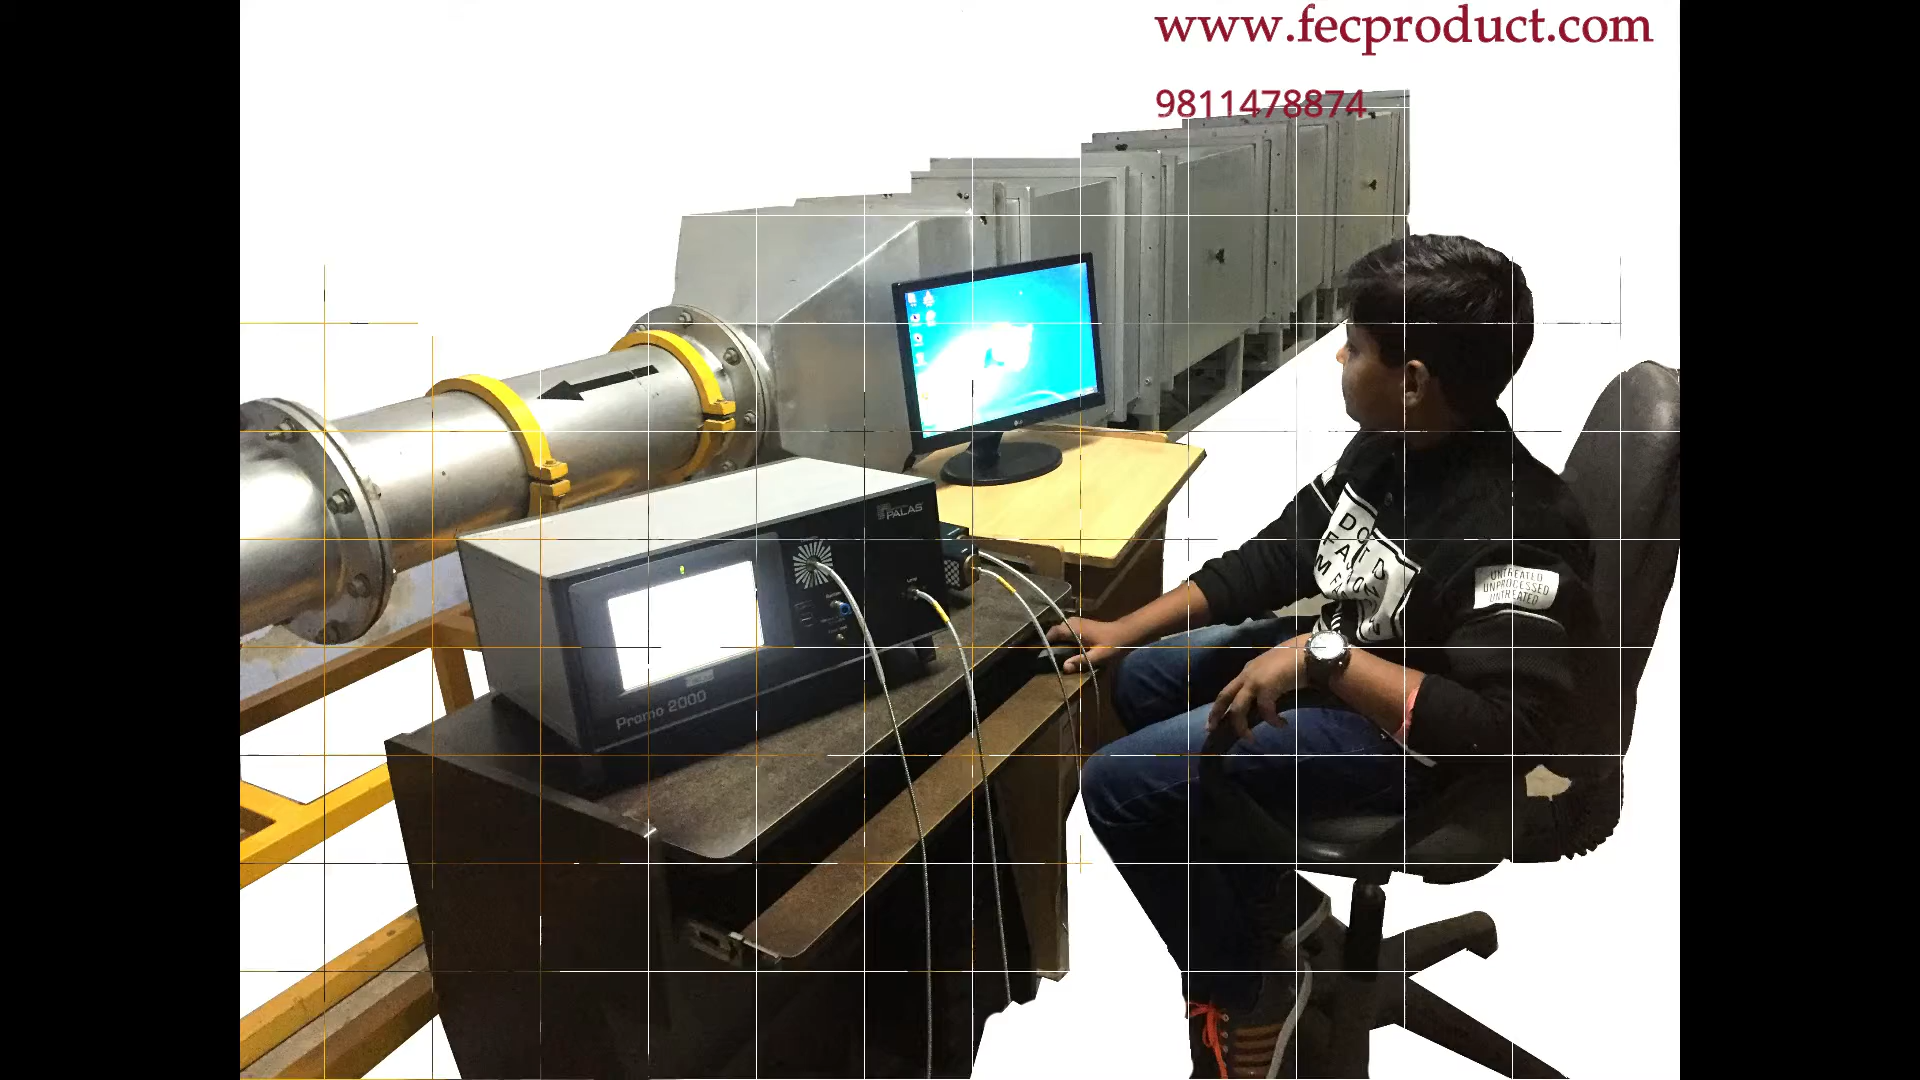 www.fecproduct.com
9811478874
PALAS
Promo 2000
UNTREATED
UNPROCESSED
UNTREATED